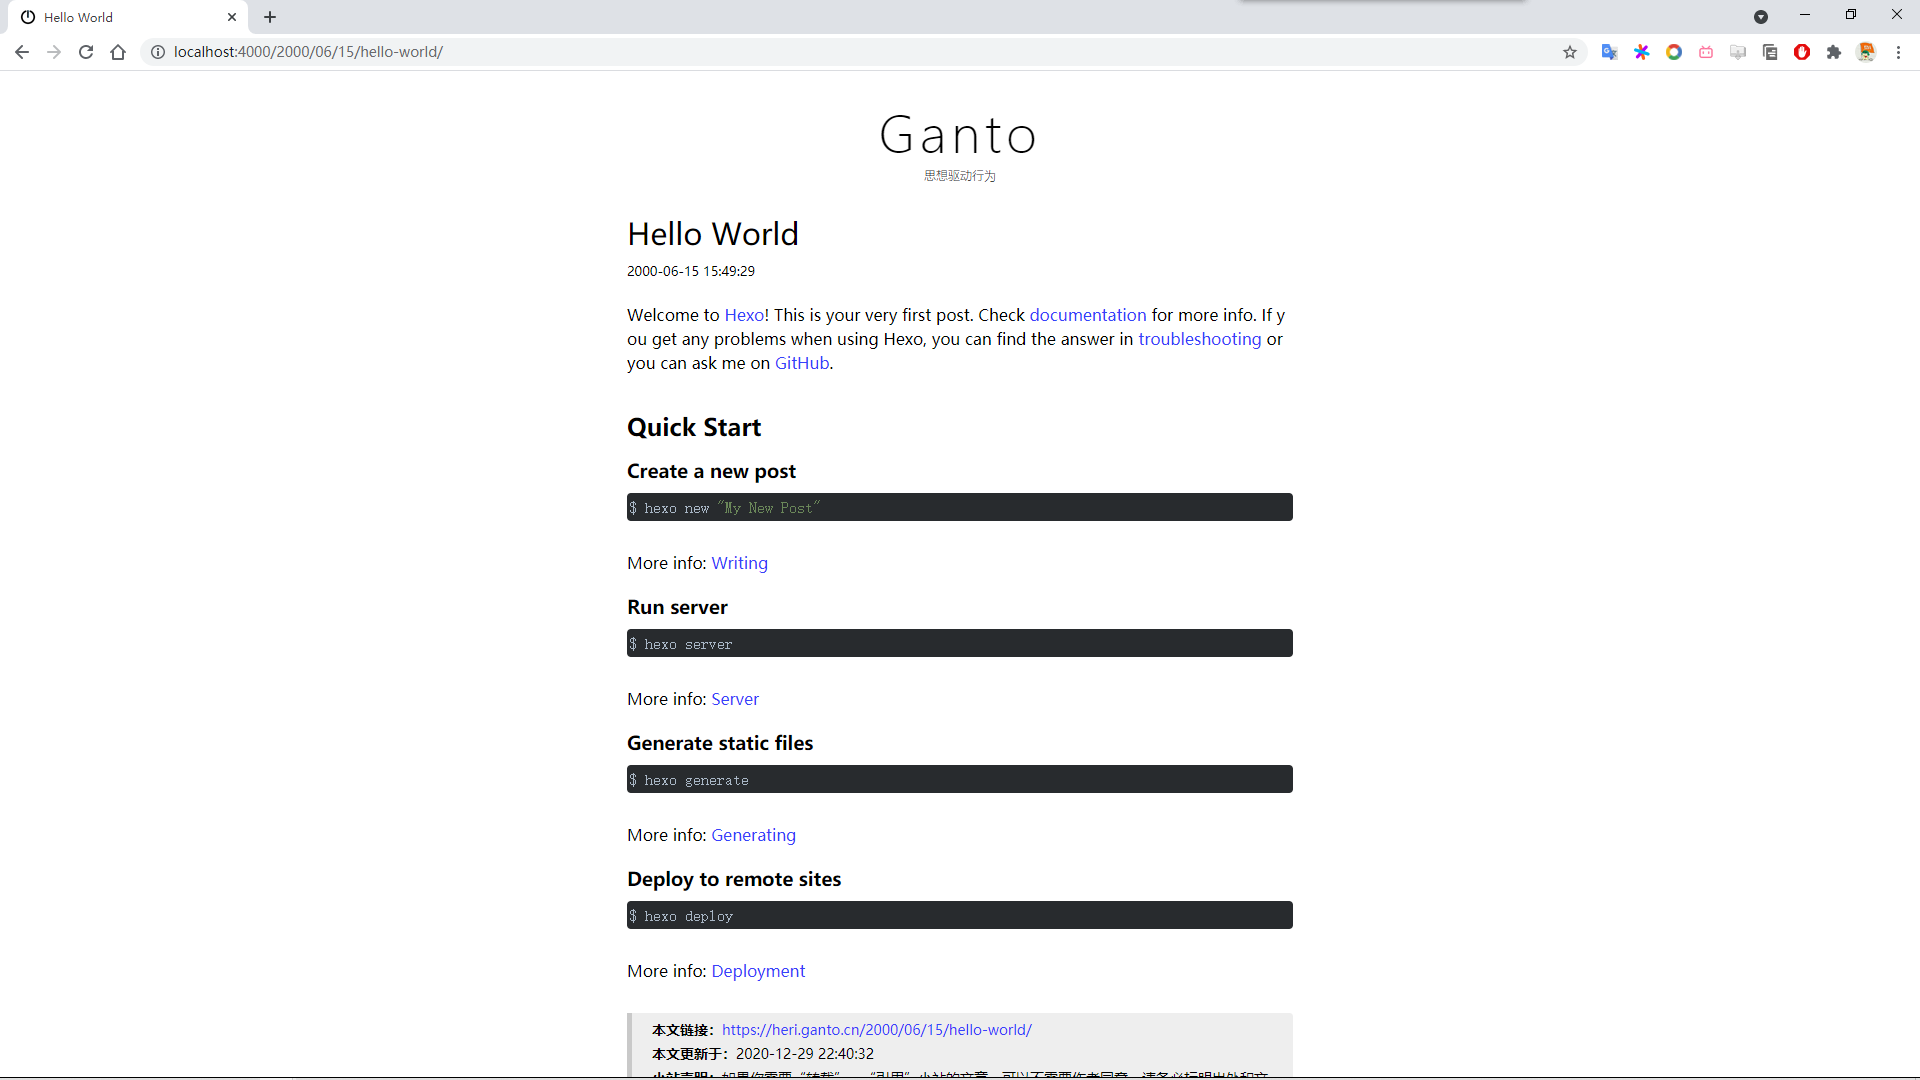 Hello World
localhost:4000/2000/06/15/hello-world/
Ganto
思想驱动行为
Hello World
2000-06-15 15:49:29
Welcome to Hexo! This is your very first post. Check documentation for more info. If y
ou get any problems when using Hexo, you can find the answer in troubleshooting or
you can ask me on GitHub.
Quick Start
Create a new post
$ hexo new "My New Post"
More info: Writing
Run server
$ hexo server
More info: Server
Generate static files
$ hexo generate
More info: Generating
Deploy to remote sites
$ hexo deploy
More info: Deployment
本文链接：https://heri.ganto.cn/2000/06/15/hello-world/
本文更新于：2020-12-29 22:40:32